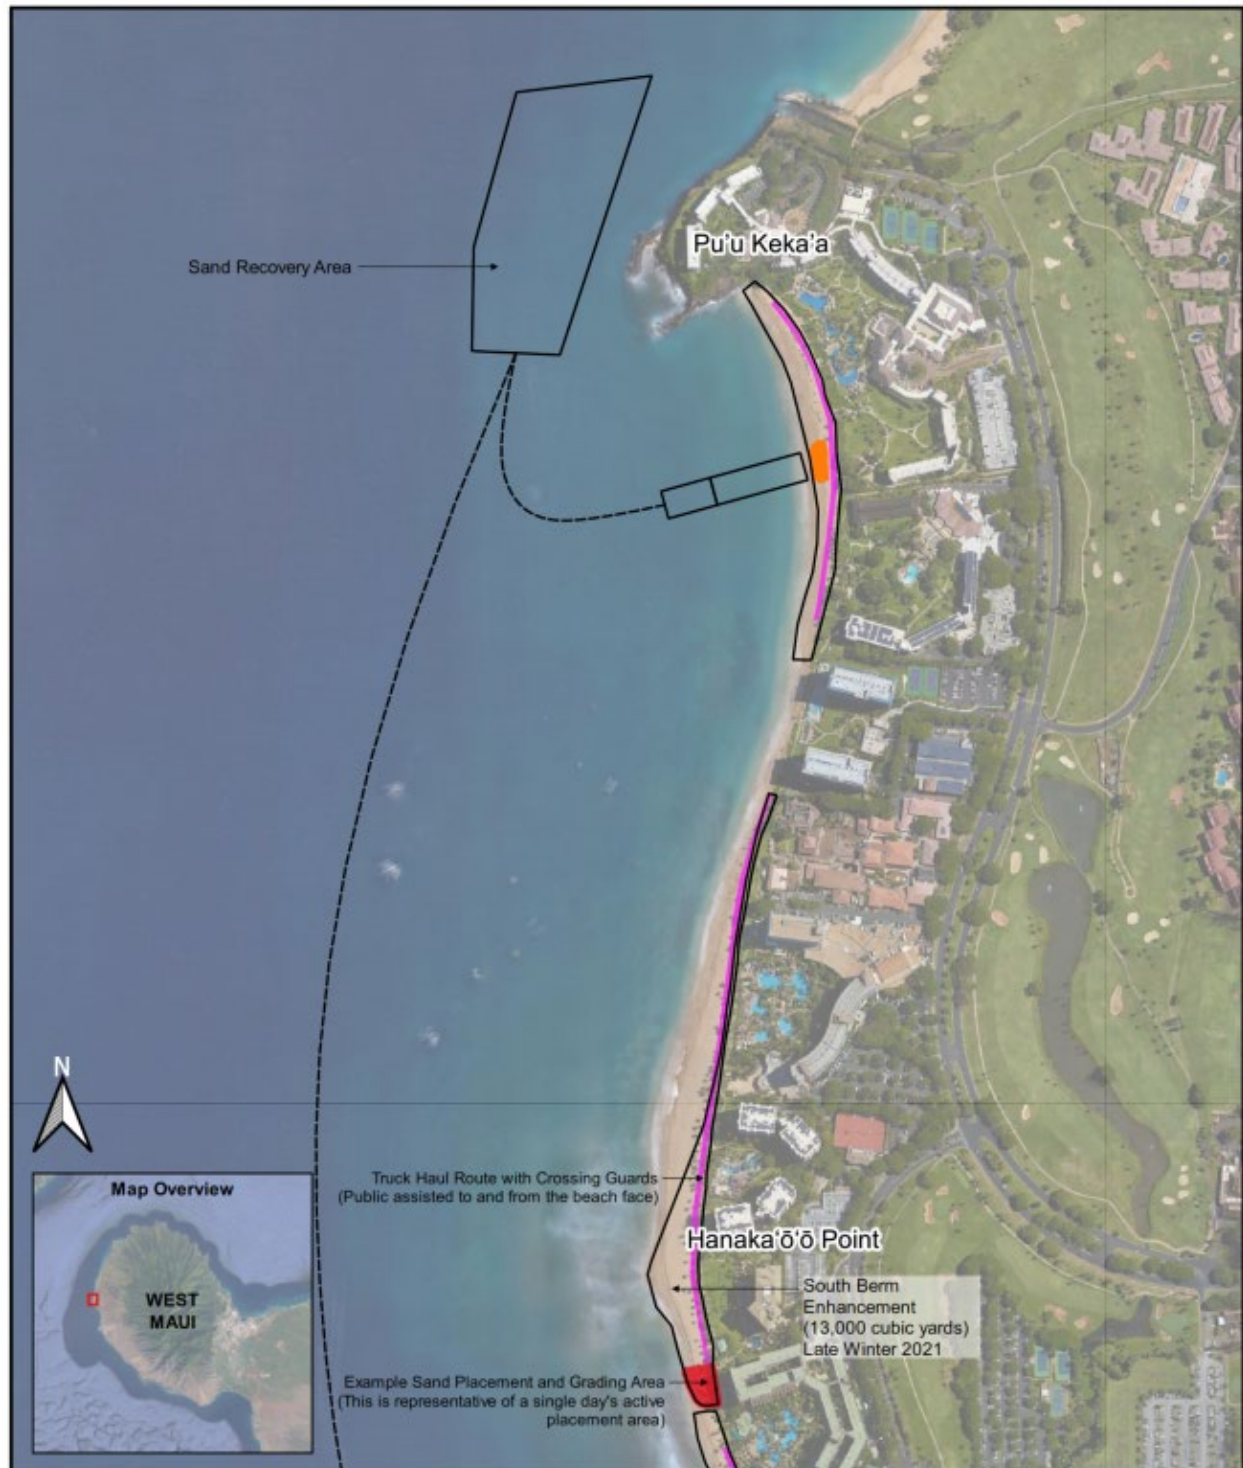 Pu'u Keka'a
Sand Recovery Area
N
Map Overview
WEST
MAUI
Truck Haul Route with Crossing Guards
(Public assisted to and from the beach face)
Hanaka'ō'ō Point
South Berm
Enhancement
(13,000 cubic yards)
Late Winter 2021
Example Sand Placement and Grading Area
(This is representative of a single day's active
placement area)